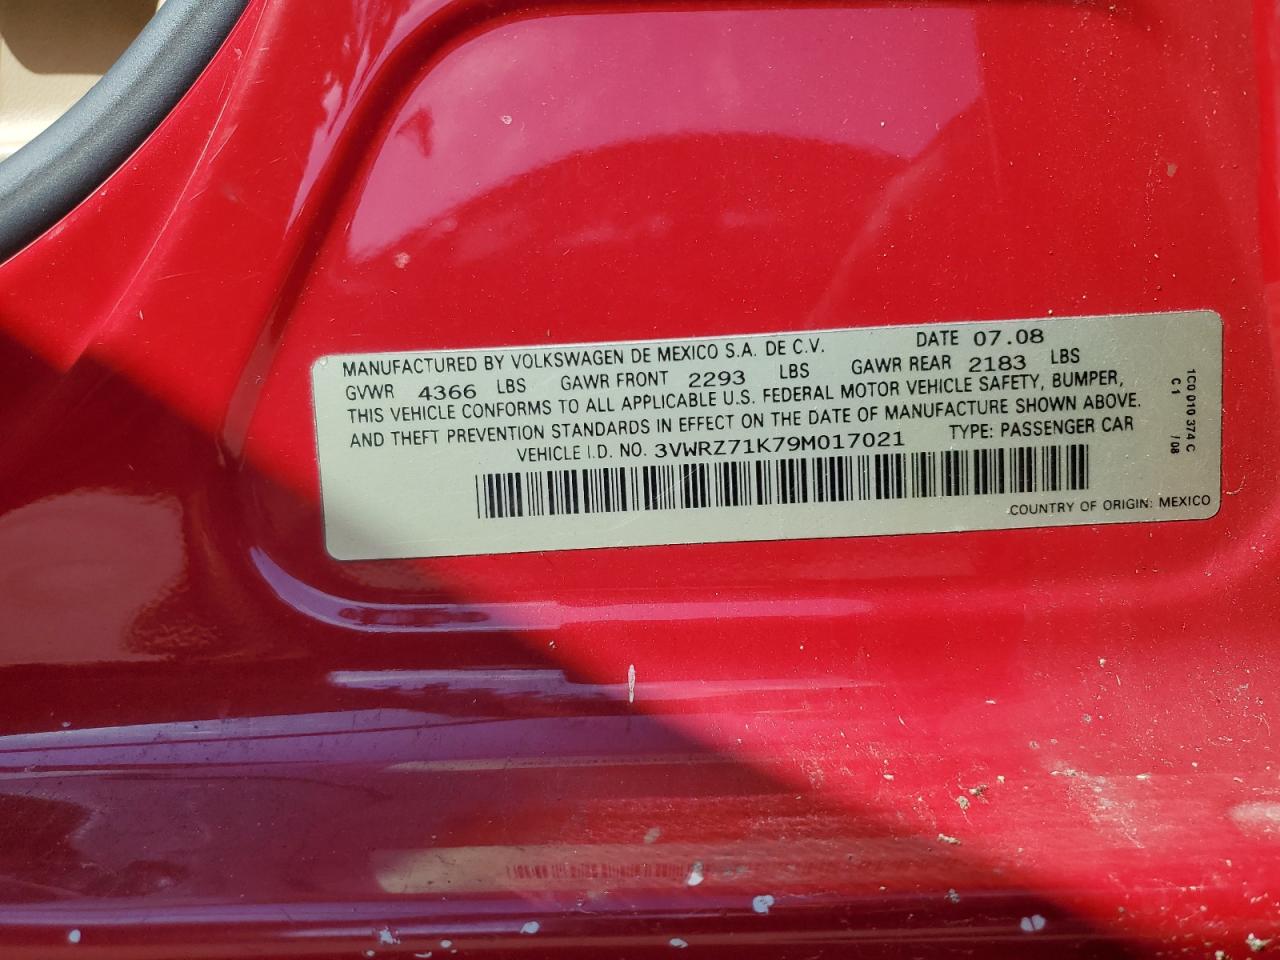 MANUFACTURED BY VOLKSWAGEN DE MEXICO S.A. DE C.V. DATE 07.08
GVWR 4366 LBS GAWR FRONT 2293 LBS GAWR REAR 2183 LBS
THIS VEHICLE CONFORMS TO ALL APPLICABLE U.S. FEDERAL MOTOR VEHICLE SAFETY, BUMPER,
AND THEFT PREVENTION STANDARDS IN EFFECT ON THE DATE OF MANUFACTURE SHOWN ABOVE.
VEHICLE I.D. NO. 3VWRZ71K79M017021 TYPE: PASSENGER CAR
COUNTRY OF ORIGIN: MEXICO
1C0 010 374 C
C1 /08